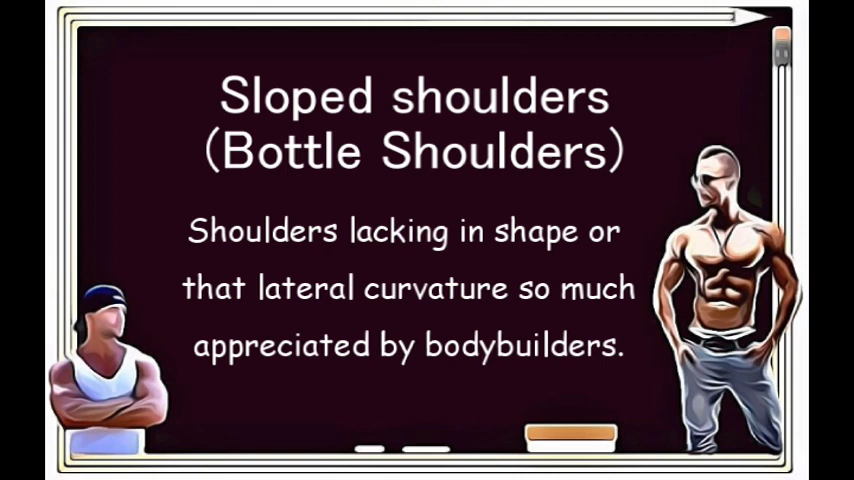 Sloped shoulders
(Bottle Shoulders)
Shoulders lacking in shape or
that lateral curvature so much
appreciated by bodybuilders.